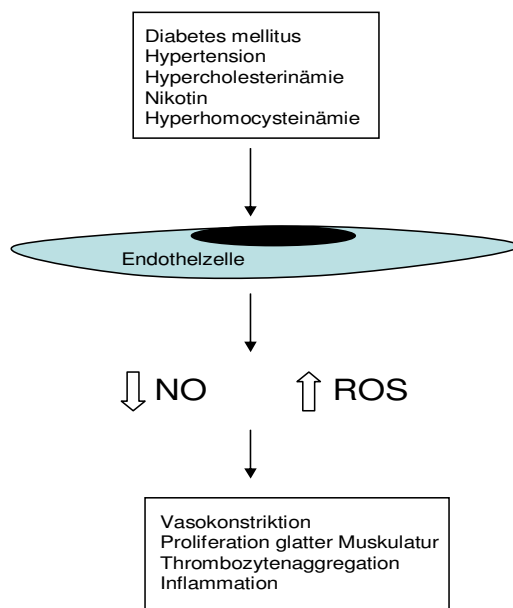 Diabetes mellitus
Hypertension
Hypercholesterinämie
Nikotin
Hyperhomocysteinämie
Endothelzelle
NO ROS
Vasokonstriktion
Proliferation glatter Muskulatur
Thrombozytenaggregation
Inflammation